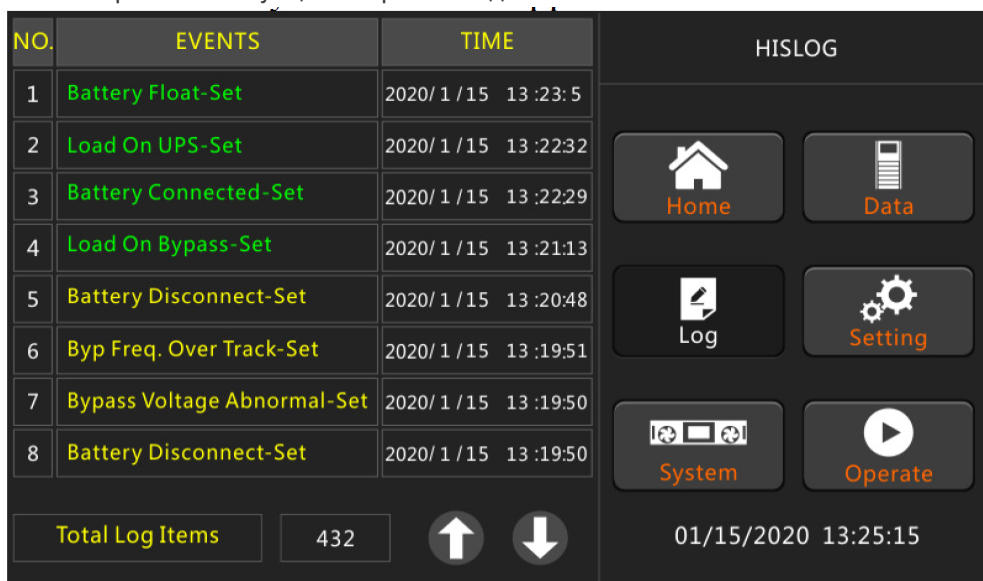 NO. EVENTS TIME
1 Battery Float-Set 2020/ 1 /15 13 :23: 5
2 Load On UPS-Set 2020/ 1 /15 13 :22:32
3 Battery Connected-Set 2020/ 1 /15 13 :22:29
4 Load On Bypass-Set 2020/ 1 /15 13 :21:13
5 Battery Disconnect-Set 2020/ 1 /15 13 :20:48
6 Byp Freq. Over Track-Set 2020/ 1 /15 13 :19:51
7 Bypass Voltage Abnormal-Set 2020/ 1 /15 13 :19:50
8 Battery Disconnect-Set 2020/ 1 /15 13 :19:50
Total Log Items 432
HISLOG
Home Data
Log Setting
System Operate
01/15/2020 13:25:15